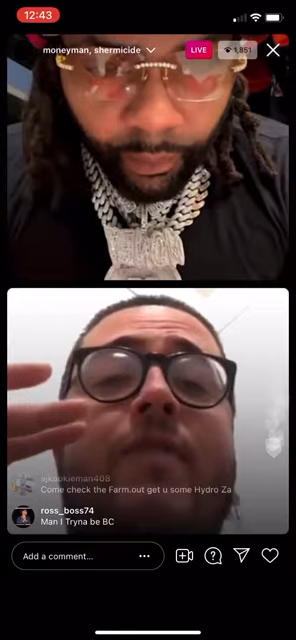 12:43
moneyman, shermicide
LIVE
1,851
ajkookieman408
Come check the Farm.out get u some Hydro Za
ross_boss74
Man I Tryna be BC
Add a comment...